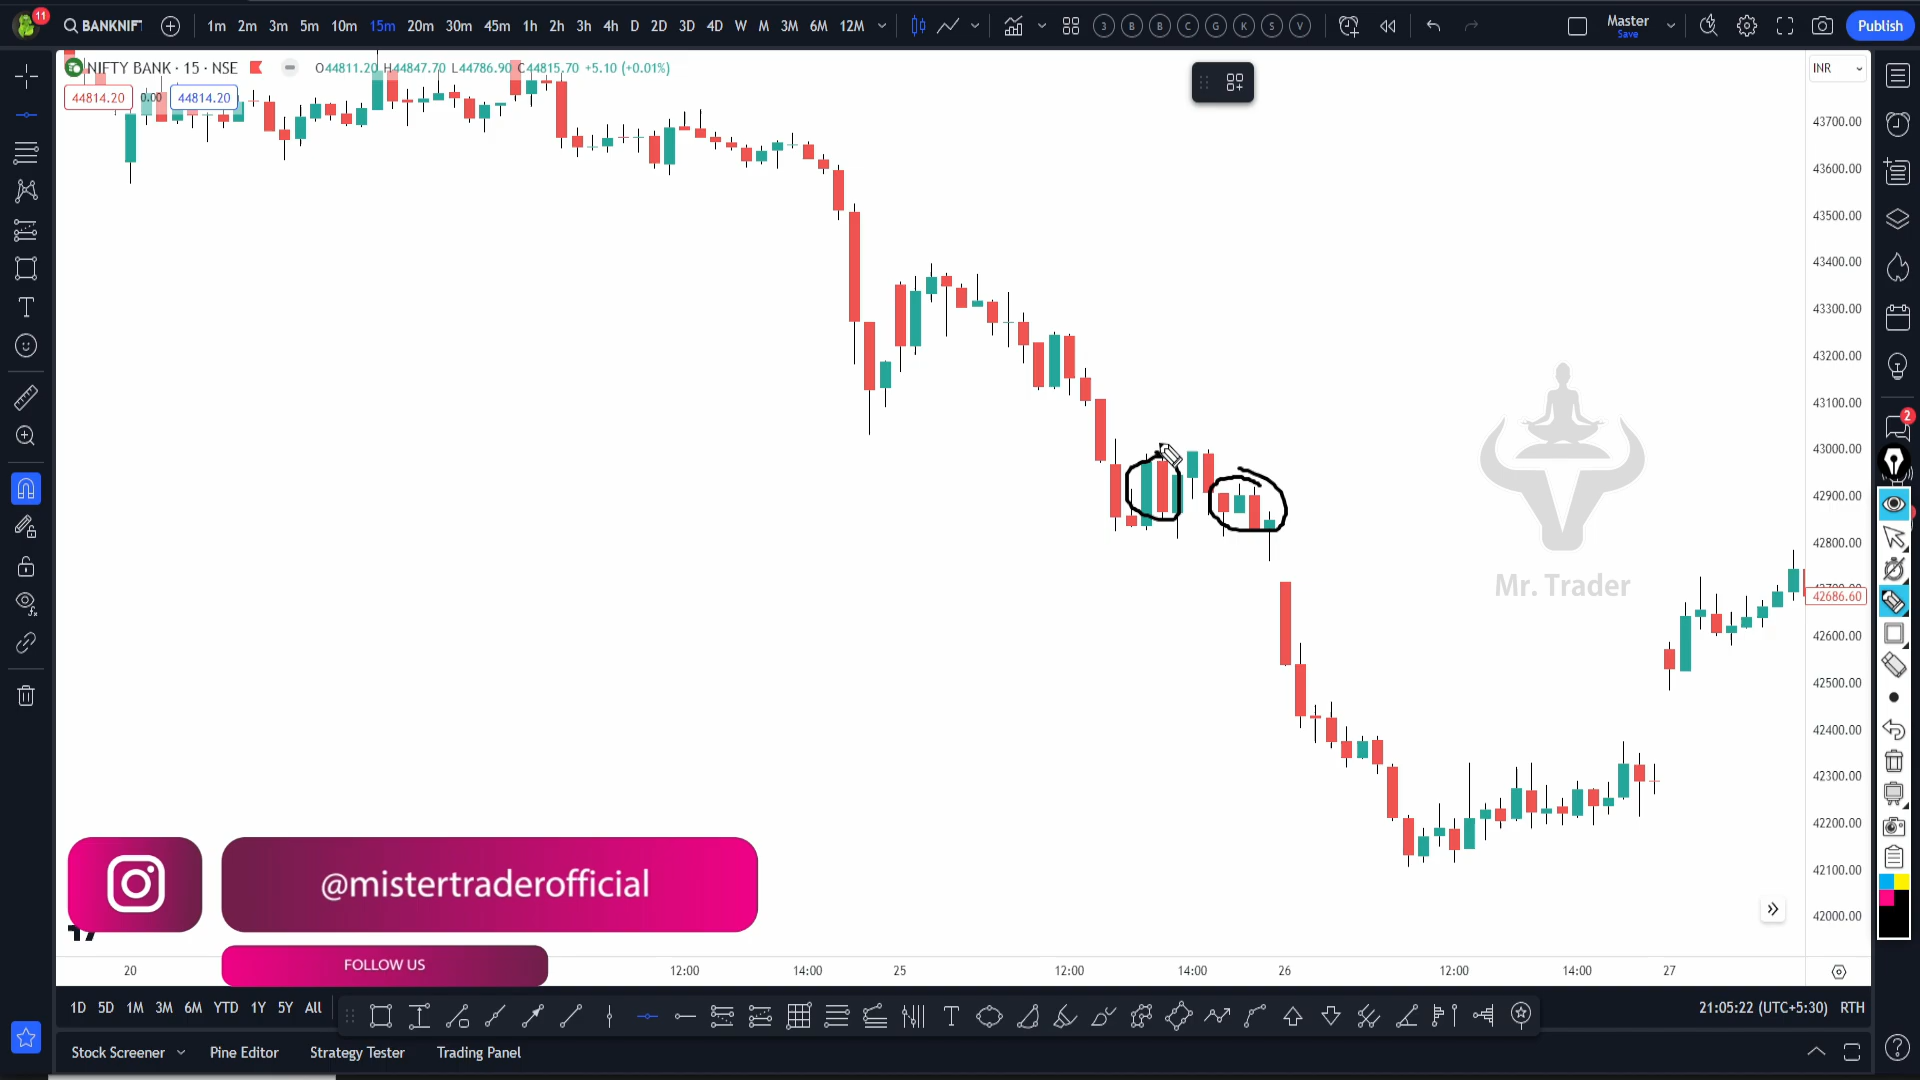 11
BANKNIF
1m 2m 3m 5m 10m 15m 20m 30m 45m 1h 2h 3h 4h D 2D 3D 4D W M 3M 6M 12M
3 B B C G K S V
Master
Save
Publish
NIFTY BANK · 15 · NSE
O44811.20 H44847.70 L44786.90 C44815.70 +5.10 (+0.01%)
44814.20 0.00 44814.20
INR
43700.00
43600.00
43500.00
43400.00
43300.00
43200.00
43100.00
43000.00
42900.00
42800.00
42686.60
42600.00
42500.00
42400.00
42300.00
42200.00
42100.00
42000.00
2
Mr. Trader
@mistertraderofficial
FOLLOW US
20 12:00 14:00 25 12:00 14:00 26 12:00 14:00 27
1D 5D 1M 3M 6M YTD 1Y 5Y All
21:05:22 (UTC+5:30) RTH
Stock Screener Pine Editor Strategy Tester Trading Panel